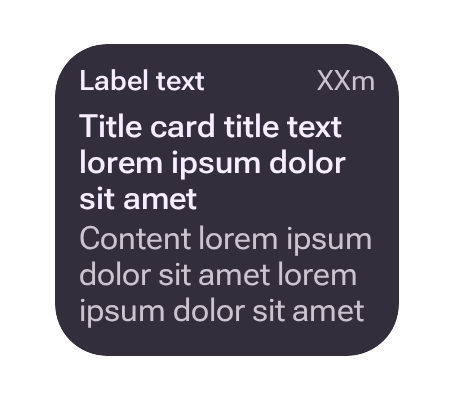 Label text XXm
Title card title text
lorem ipsum dolor
sit amet
Content lorem ipsum
dolor sit amet lorem
ipsum dolor sit amet